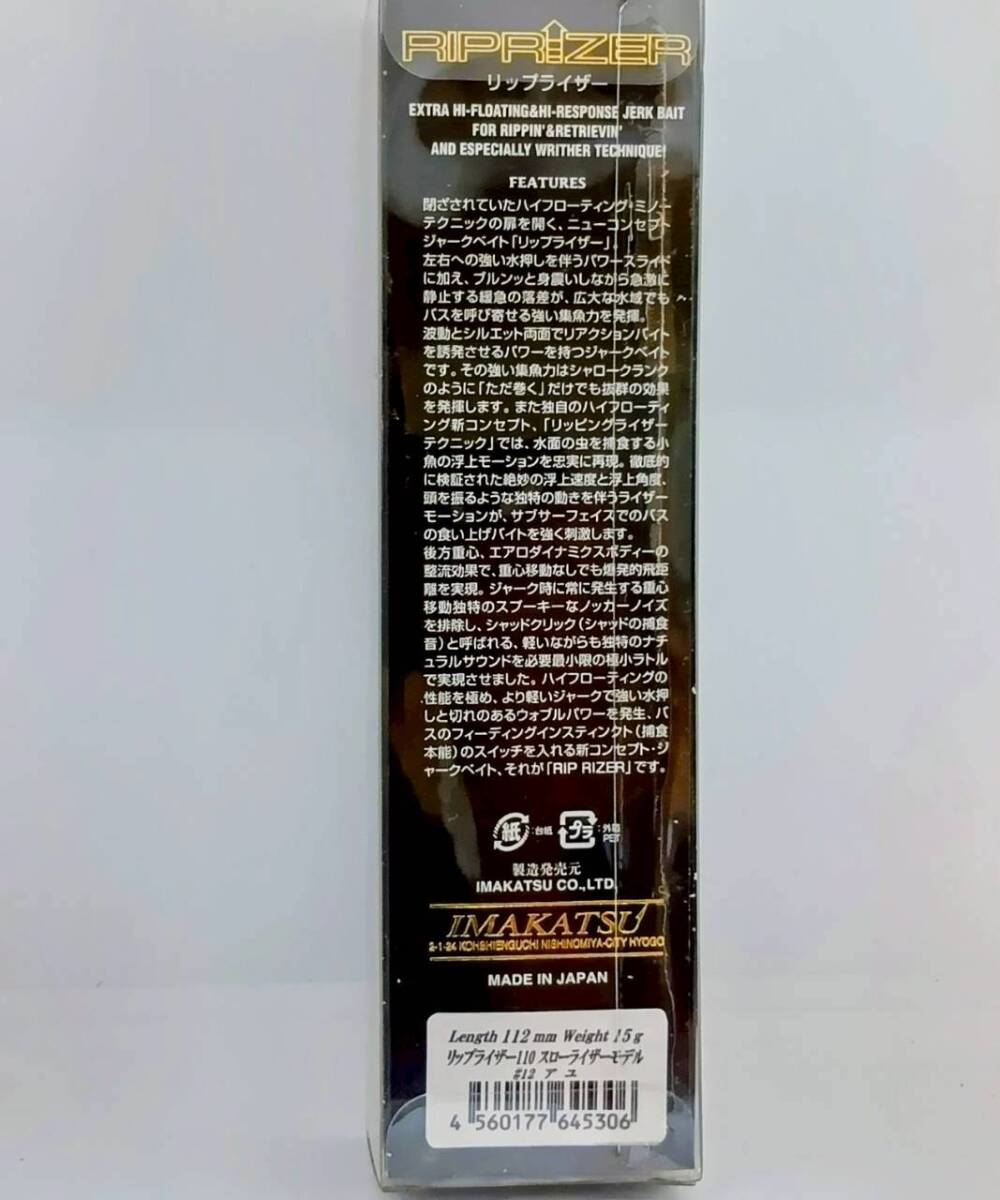 RIPRIZER
リップライザー
EXTRA HI-FLOATING&HI-RESPONSE JERK BAIT
FOR RIPPIN'&RETRIEVIN'
AND ESPECIALLY WRITHER TECHNIQUE!
FEATURES
閉ざされていたハイフローティング・ミノー
テクニックの扉を開く、ニューコンセプト
ジャークベイト「リップライザー」。
左右への強い水押しを伴うパワースライド
に加え、ブルンッと身震いしながら急激に
静止する緩急の落差が、広大な水域でも
バスを呼び寄せる強い集魚力を発揮。
波動とシルエット両面でリアクションバイト
を誘発させるパワーを持つジャークベイト
です。その強い集魚力はシャロークランク
のように「ただ巻く」だけでも抜群の効果
を発揮します。また独自のハイフローティ
ング新コンセプト、「リッピングライザー
テクニック」では、水面の虫を捕食する小
魚の浮上モーションを忠実に再現。徹底的
に検証された絶妙の浮上速度と浮上角度、
頭を振るような独特の動きを伴うライザー
モーションが、サブサーフェイスでのバス
の食い上げバイトを強く刺激します。
後方重心、エアロダイナミクスボディーの
整流効果で、重心移動なしでも爆発的飛距
離を実現。ジャーク時に常に発生する重心
移動独特のスプーキーなノッカーノイズ
を排除し、シャッドクリック(シャッドの捕食
音)と呼ばれる、軽いながらも独特のナチ
ュラルサウンドを必要最小限の極小ラトル
で実現させました。ハイフローティングの
性能を極め、より軽いジャークで強い水押
しと切れのあるウォブルパワーを発生、バ
スのフィーディングインスティンクト(捕食
本能)のスイッチを入れる新コンセプト・ジ
ャークベイト、それが「RIP RIZER」です。
紙 :台紙 プラ :外箱 PET
製造発売元
IMAKATSU CO.,LTD.
IMAKATSU
2-1-24 KOHSHIENGUCHI NISHINOMIYA-CITY HYOGO
MADE IN JAPAN
Length 112 mm Weight 15 g
リップライザー110 スローライザーモデル
#12 アユ
4 560177 645306